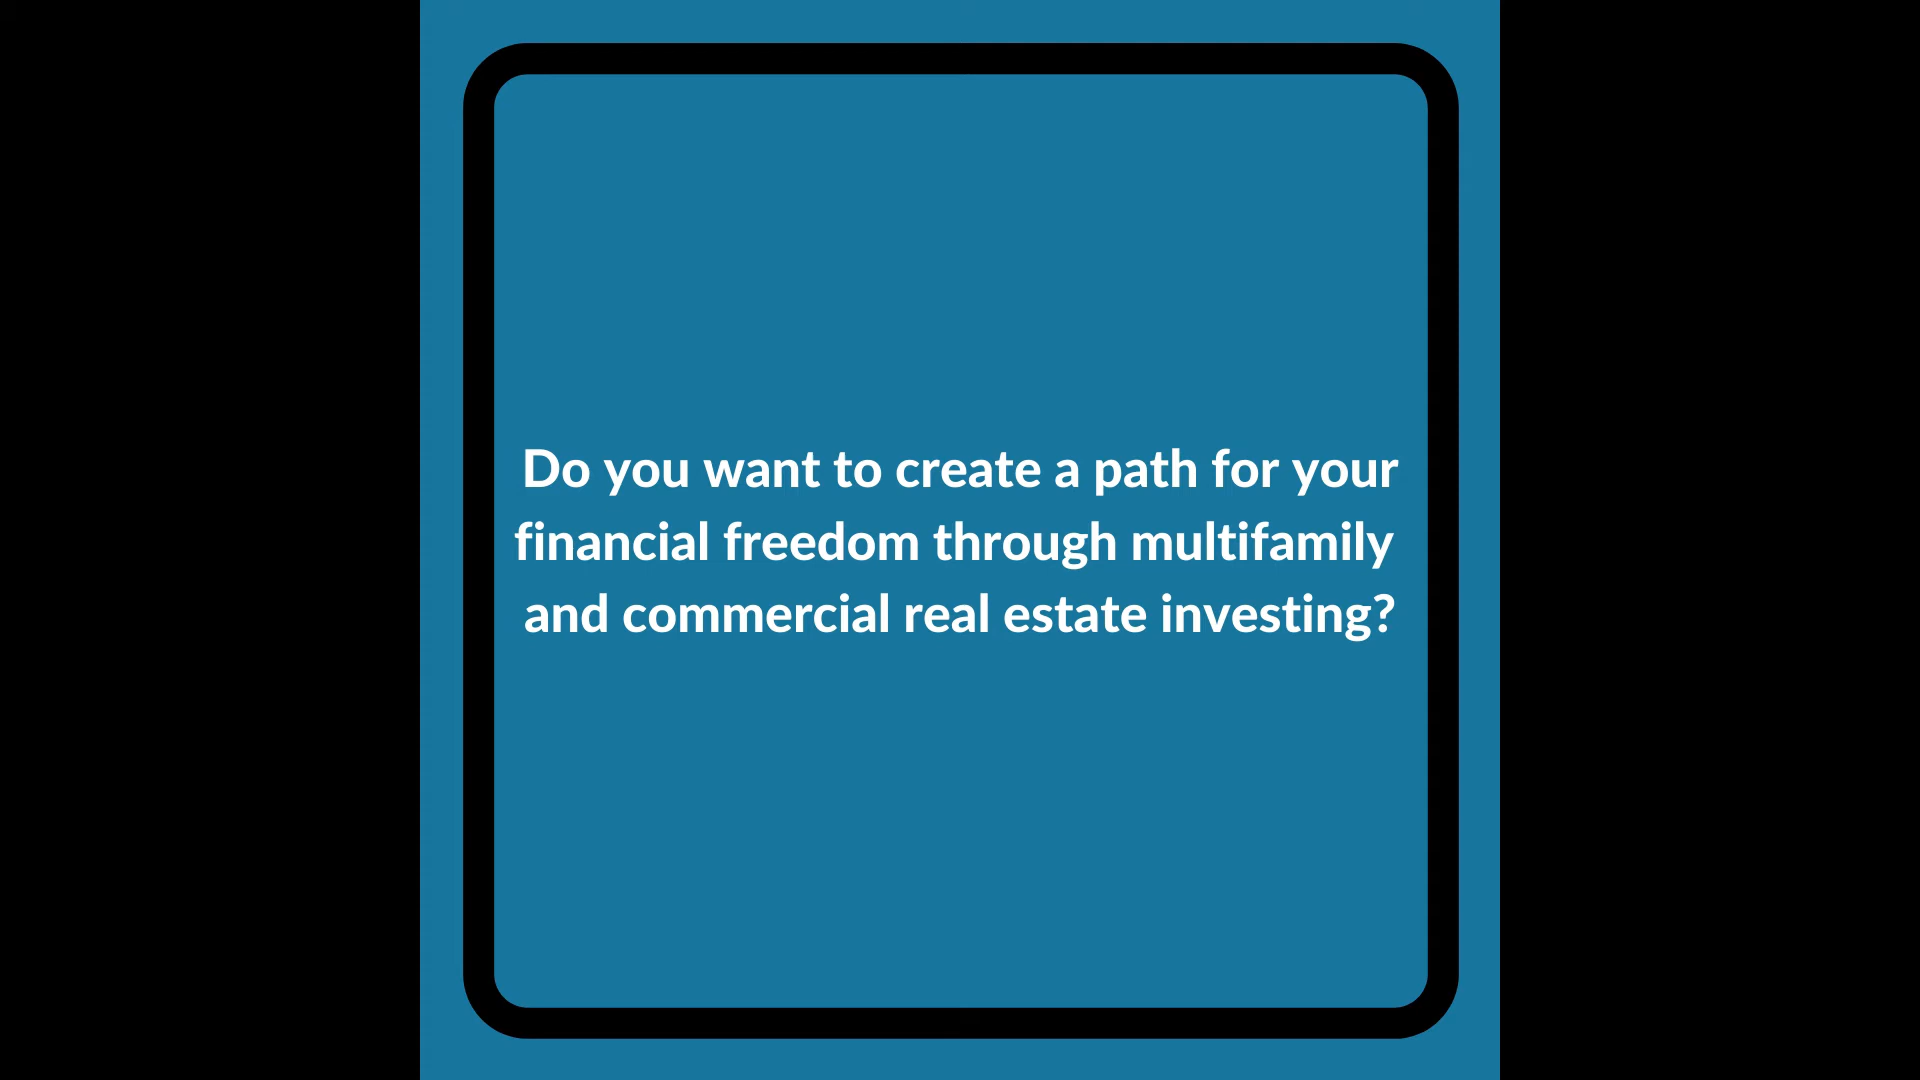 Do you want to create a path for your
financial freedom through multifamily
and commercial real estate investing?